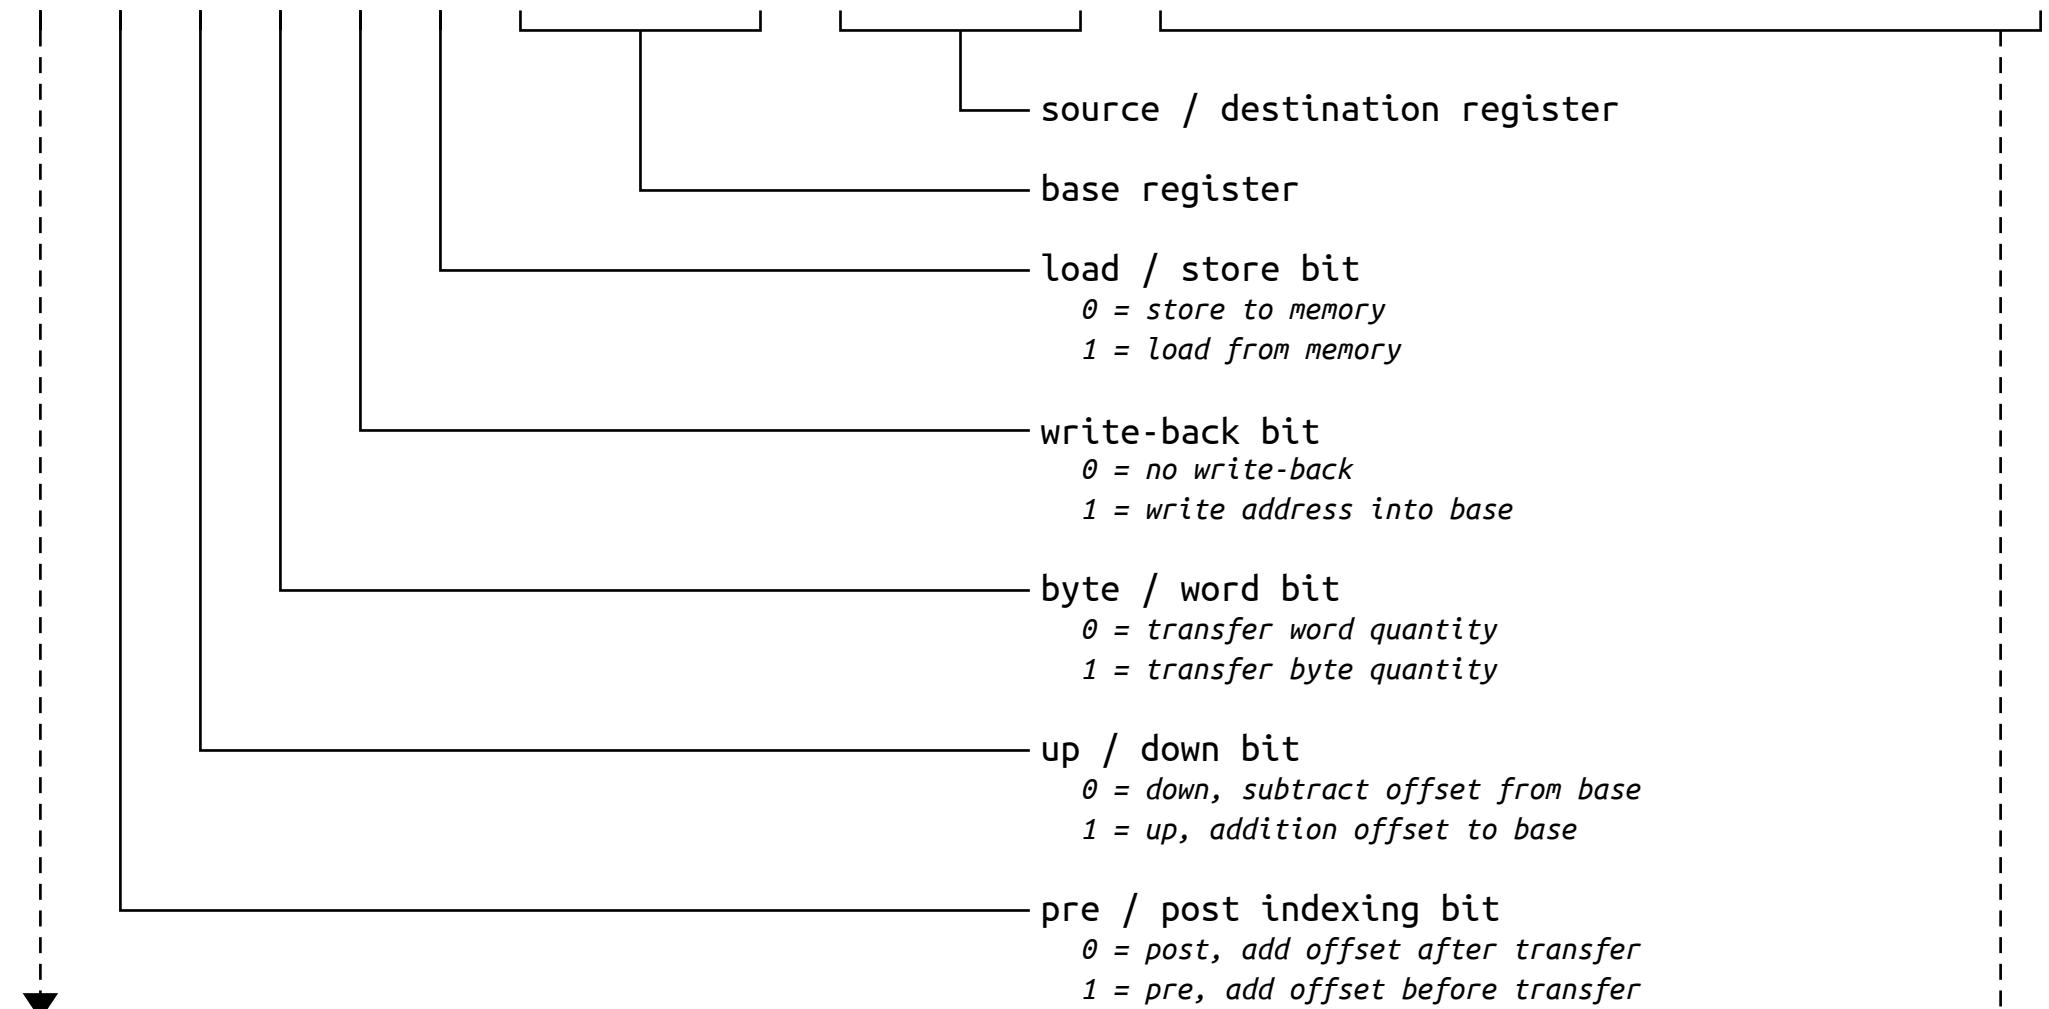 source / destination register
base register
load / store bit
0 = store to memory
1 = load from memory
write-back bit
0 = no write-back
1 = write address into base
byte / word bit
0 = transfer word quantity
1 = transfer byte quantity
up / down bit
0 = down, subtract offset from base
1 = up, addition offset to base
pre / post indexing bit
0 = post, add offset after transfer
1 = pre, add offset before transfer